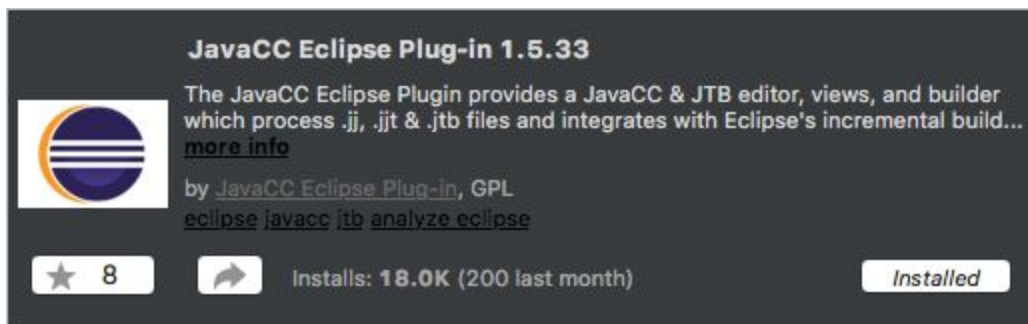 JavaCC Eclipse Plug-in 1.5.33
The JavaCC Eclipse Plugin provides a JavaCC & JTB editor, views, and builder
which process .jj, .jjt & .jtb files and integrates with Eclipse's incremental build...
more info
by JavaCC Eclipse Plug-in, GPL
eclipse javacc jtb analyze eclipse
8 Installs: 18.0K (200 last month) Installed